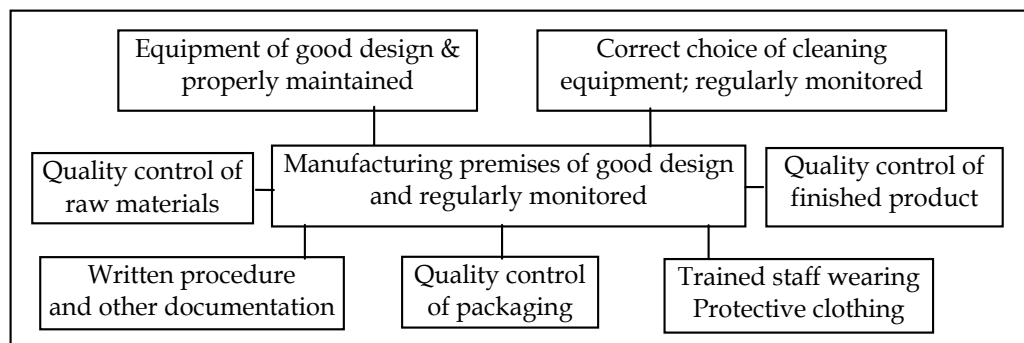 Equipment of good design &
properly maintained
Correct choice of cleaning
equipment; regularly monitored
Quality control of
raw materials
Manufacturing premises of good design
and regularly monitored
Quality control of
finished product
Written procedure
and other documentation
Quality control
of packaging
Trained staff wearing
Protective clothing